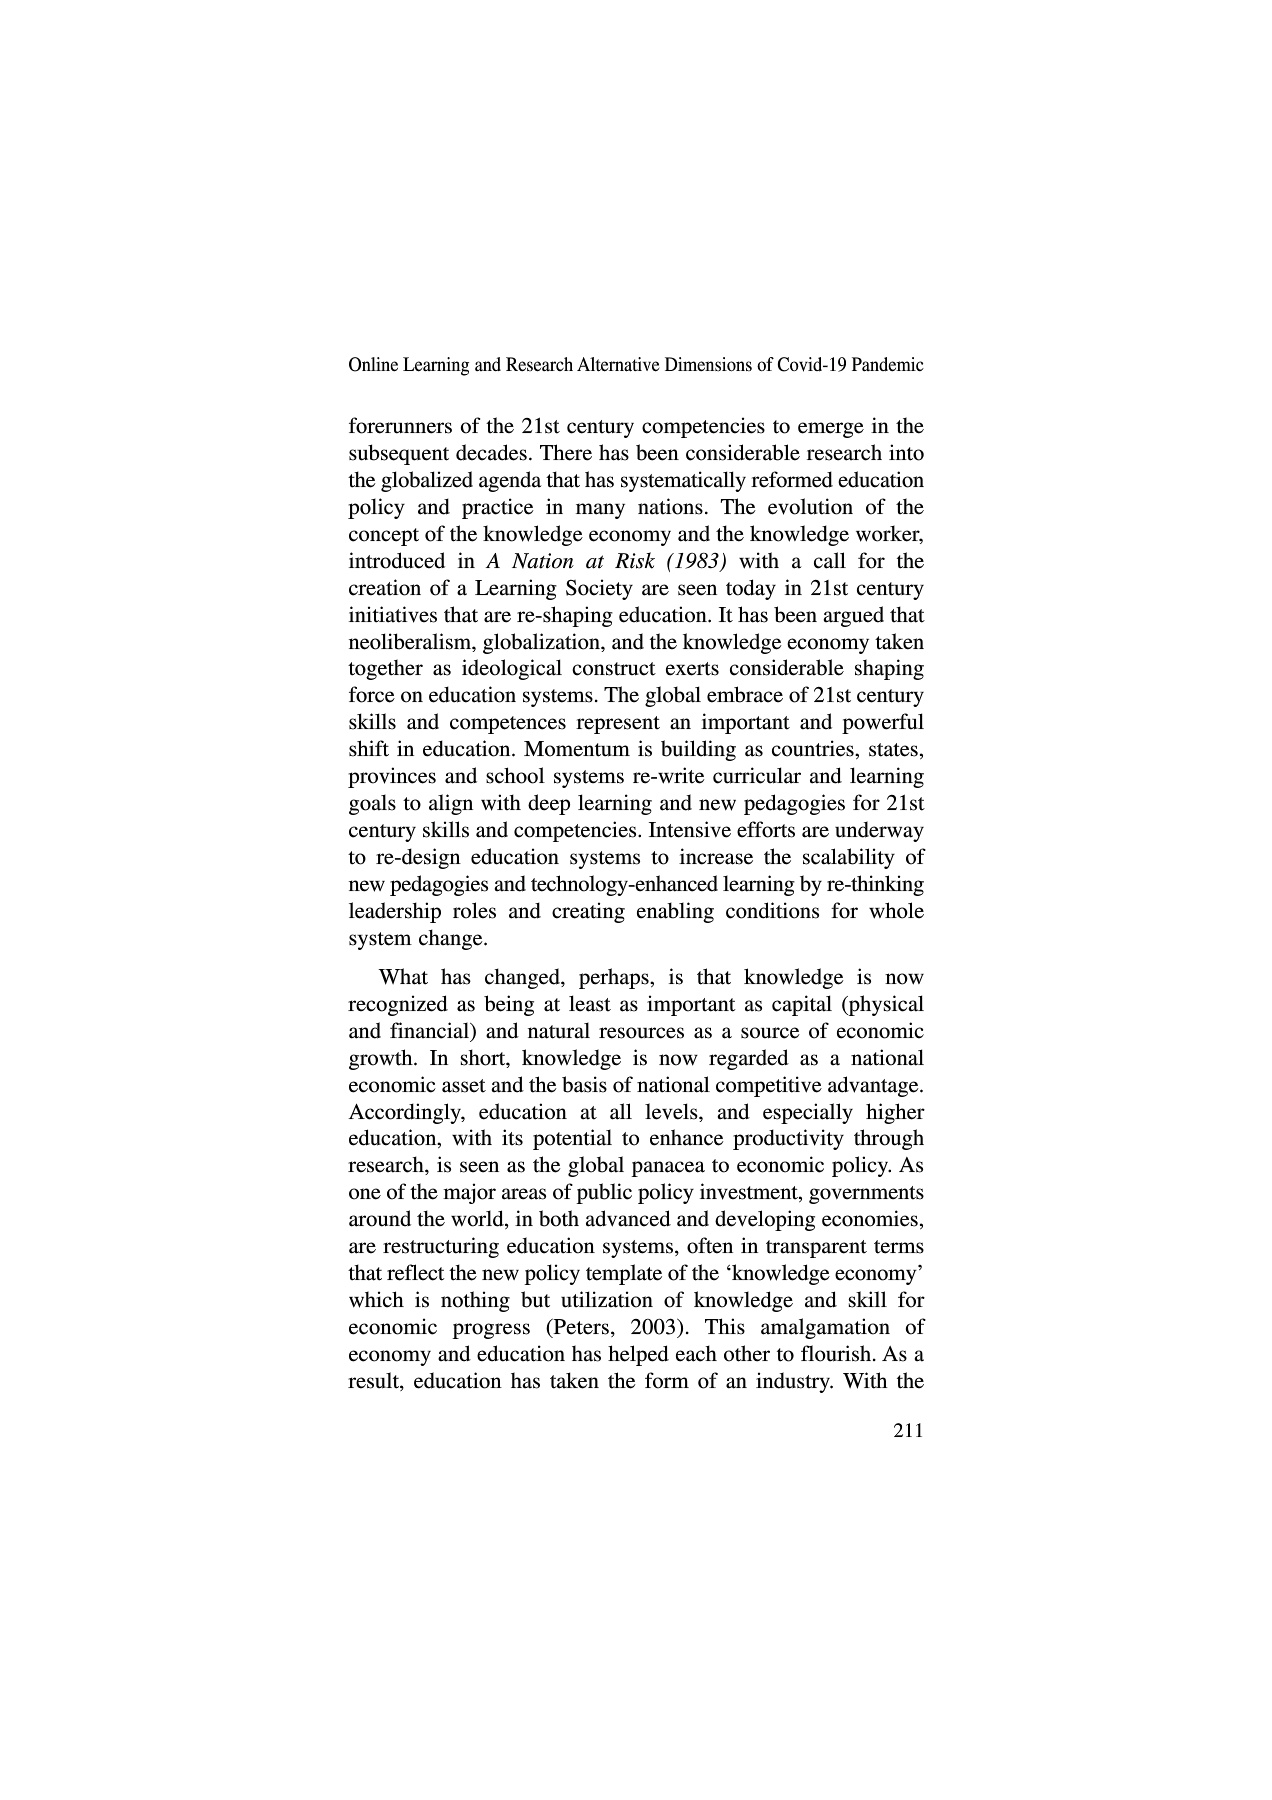 Online Learning and Research Alternative Dimensions of Covid-19 Pandemic
forerunners of the 21st century competencies to emerge in the
subsequent decades. There has been considerable research into
the globalized agenda that has systematically reformed education
policy and practice in many nations. The evolution of the
concept of the knowledge economy and the knowledge worker,
introduced in A Nation at Risk (1983) with a call for the
creation of a Learning Society are seen today in 21st century
initiatives that are re-shaping education. It has been argued that
neoliberalism, globalization, and the knowledge economy taken
together as ideological construct exerts considerable shaping
force on education systems. The global embrace of 21st century
skills and competences represent an important and powerful
shift in education. Momentum is building as countries, states,
provinces and school systems re-write curricular and learning
goals to align with deep learning and new pedagogies for 21st
century skills and competencies. Intensive efforts are underway
to re-design education systems to increase the scalability of
new pedagogies and technology-enhanced learning by re-thinking
leadership roles and creating enabling conditions for whole
system change.
What has changed, perhaps, is that knowledge is now
recognized as being at least as important as capital (physical
and financial) and natural resources as a source of economic
growth. In short, knowledge is now regarded as a national
economic asset and the basis of national competitive advantage.
Accordingly, education at all levels, and especially higher
education, with its potential to enhance productivity through
research, is seen as the global panacea to economic policy. As
one of the major areas of public policy investment, governments
around the world, in both advanced and developing economies,
are restructuring education systems, often in transparent terms
that reflect the new policy template of the ‘knowledge economy’
which is nothing but utilization of knowledge and skill for
economic progress (Peters, 2003). This amalgamation of
economy and education has helped each other to flourish. As a
result, education has taken the form of an industry. With the
211